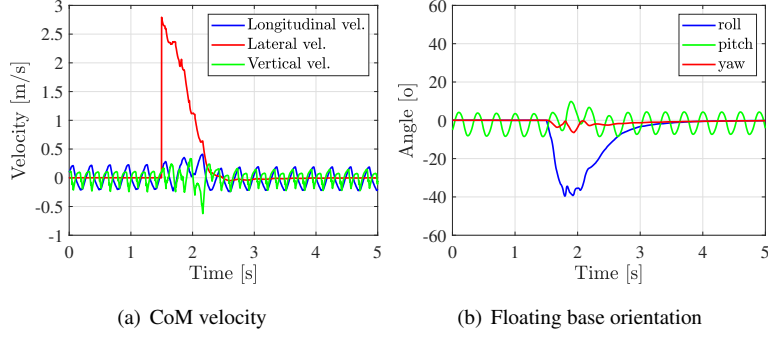 3
2.5
2
1.5
1
0.5
0
-0.5
-1
Velocity [m/s]
Longitudinal vel.
Lateral vel.
Vertical vel.
0 1 2 3 4 5
Time [s]
(a) CoM velocity
60
40
20
0
-20
-40
-60
Angle [o]
roll
pitch
yaw
0 1 2 3 4 5
Time [s]
(b) Floating base orientation